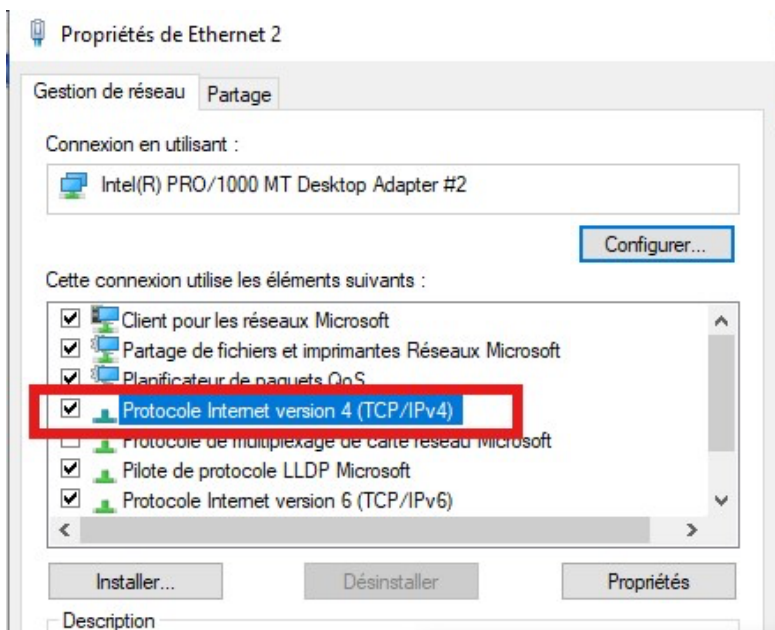 Propriétés de Ethernet 2
Gestion de réseau Partage
Connexion en utilisant :
Intel(R) PRO/1000 MT Desktop Adapter #2
Configurer...
Cette connexion utilise les éléments suivants :
Client pour les réseaux Microsoft
Partage de fichiers et imprimantes Réseaux Microsoft
Planificateur de paquets QoS
Protocole Internet version 4 (TCP/IPv4)
Protocole de multiplexage de carte réseau Microsoft
Pilote de protocole LLDP Microsoft
Protocole Internet version 6 (TCP/IPv6)
Installer... Désinstaller Propriétés
Description